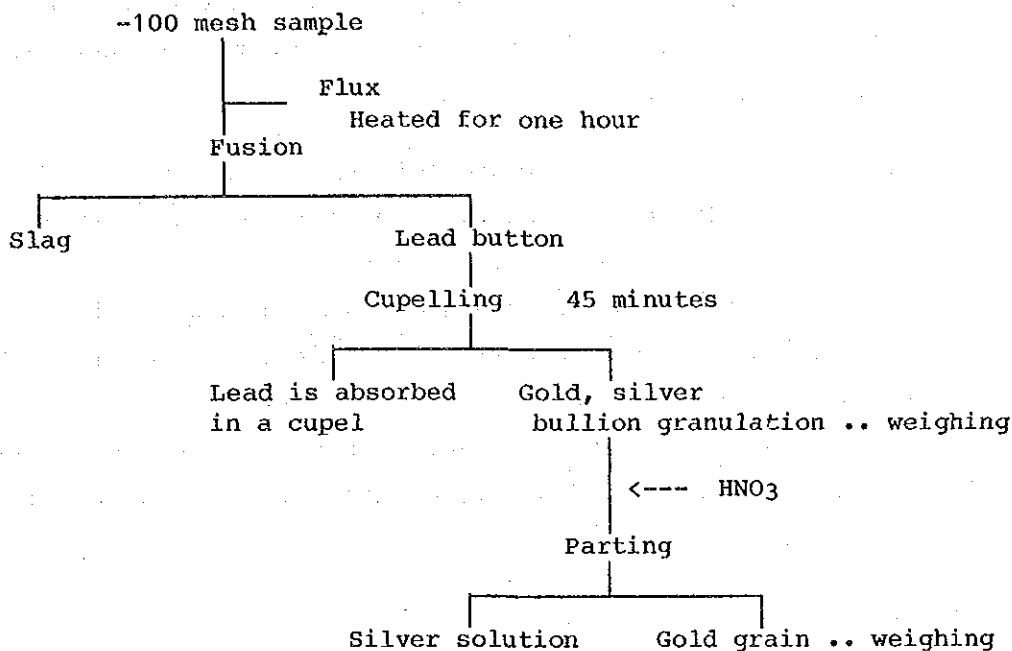 -100 mesh sample
Flux
Heated for one hour
Fusion
Slag
Lead button
Cupelling 45 minutes
Lead is absorbed
in a cupel
Gold, silver
bullion granulation .. weighing
<--- HNO3
Parting
Silver solution
Gold grain .. weighing